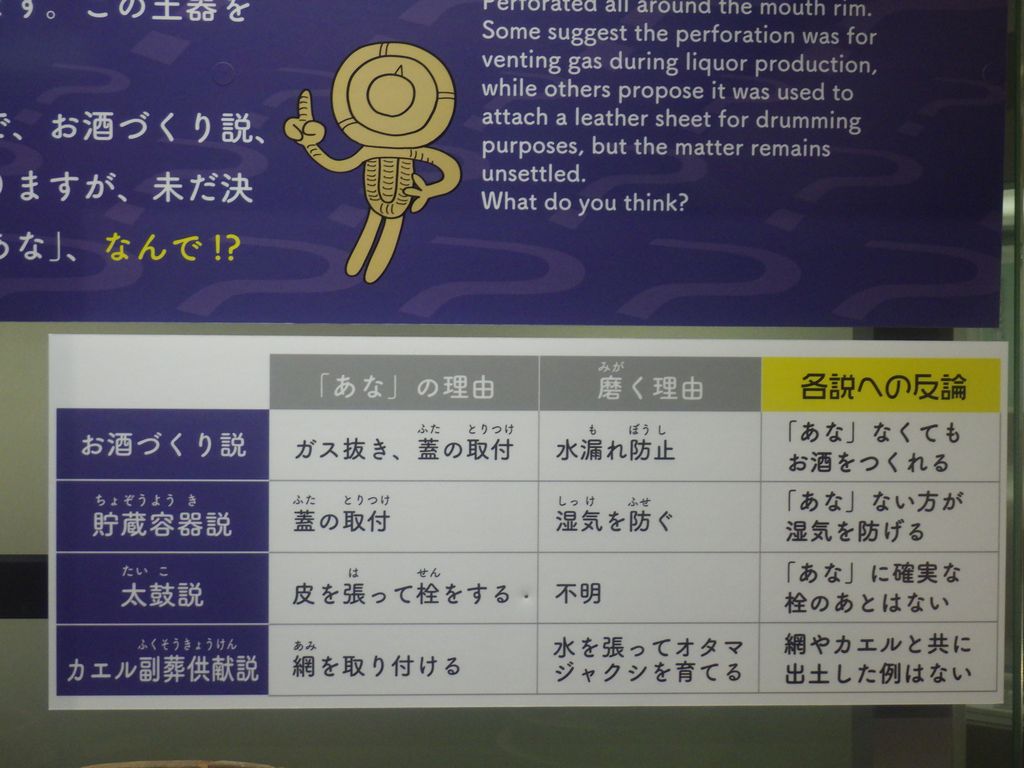 ます。この土器を
で、お酒づくり説、
りますが、未だ決
あな」、なんで!?
Perforated all around the mouth rim.
Some suggest the perforation was for
venting gas during liquor production,
while others propose it was used to
attach a leather sheet for drumming
purposes, but the matter remains
unsettled.
What do you think?
「あな」の理由
みが
磨く理由
各説への反論
お酒づくり説
ふた とりつけ
ガス抜き、蓋の取付
も ぼうし
水漏れ防止
「あな」なくても
お酒をつくれる
ちょぞうようき
貯蔵容器説
ふた とりつけ
蓋の取付
しっけ ふせ
湿気を防ぐ
「あな」ない方が
湿気を防げる
たいこ
太鼓説
は せん
皮を張って栓をする
不明
「あな」に確実な
栓のあとはない
ふくそうきょうけん
カエル副葬供献説
あみ
網を取り付ける
水を張ってオタマ
ジャクシを育てる
網やカエルと共に
出土した例はない